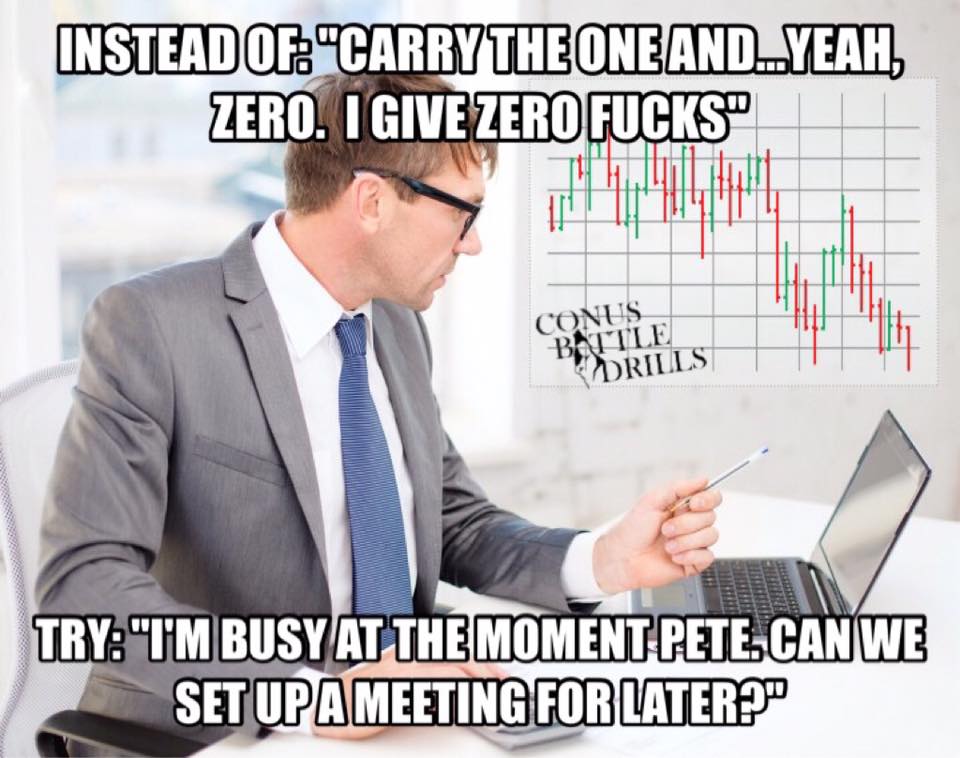 INSTEAD OF: "CARRY THE ONE AND...YEAH,
ZERO. I GIVE ZERO FUCKS"
CONUS
BATTLE
DRILLS
TRY: "I'M BUSY AT THE MOMENT PETE. CAN WE
SET UP A MEETING FOR LATER?"